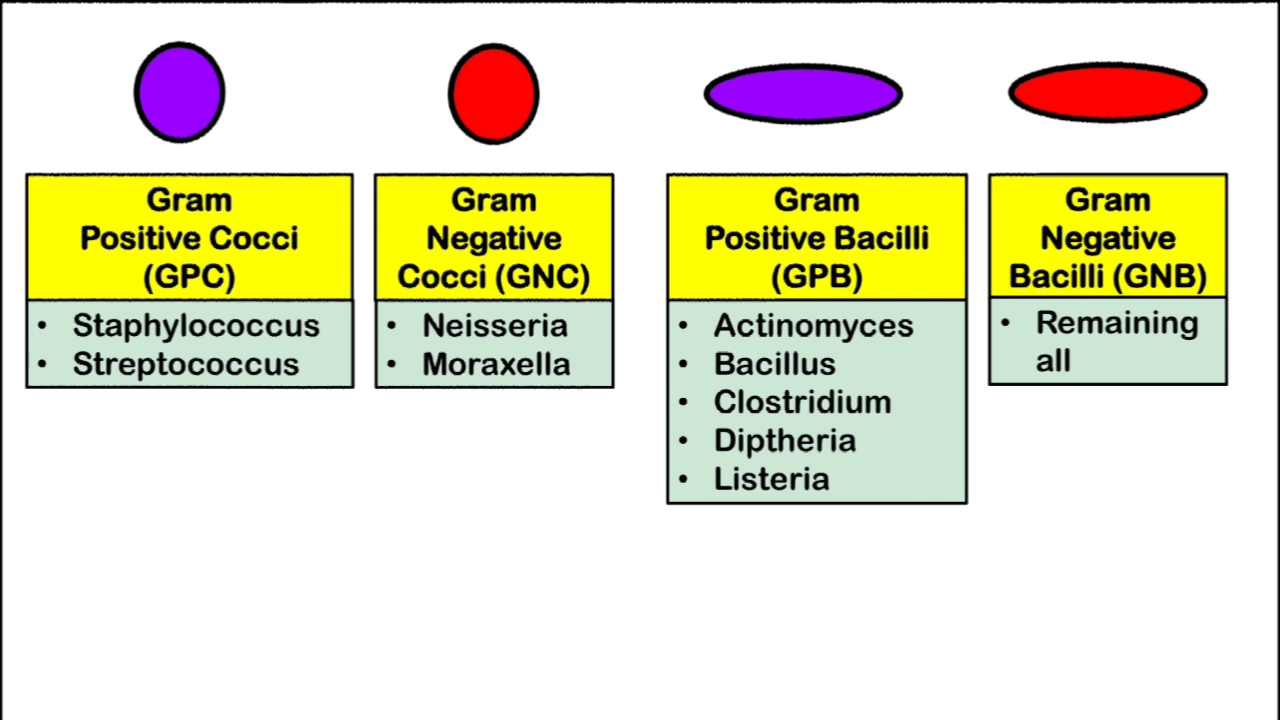 Gram
Positive Cocci
(GPC)
• Staphylococcus
• Streptococcus
Gram
Negative
Cocci (GNC)
• Neisseria
• Moraxella
Gram
Positive Bacilli
(GPB)
• Actinomyces
• Bacillus
• Clostridium
• Diptheria
• Listeria
Gram
Negative
Bacilli (GNB)
• Remaining
all